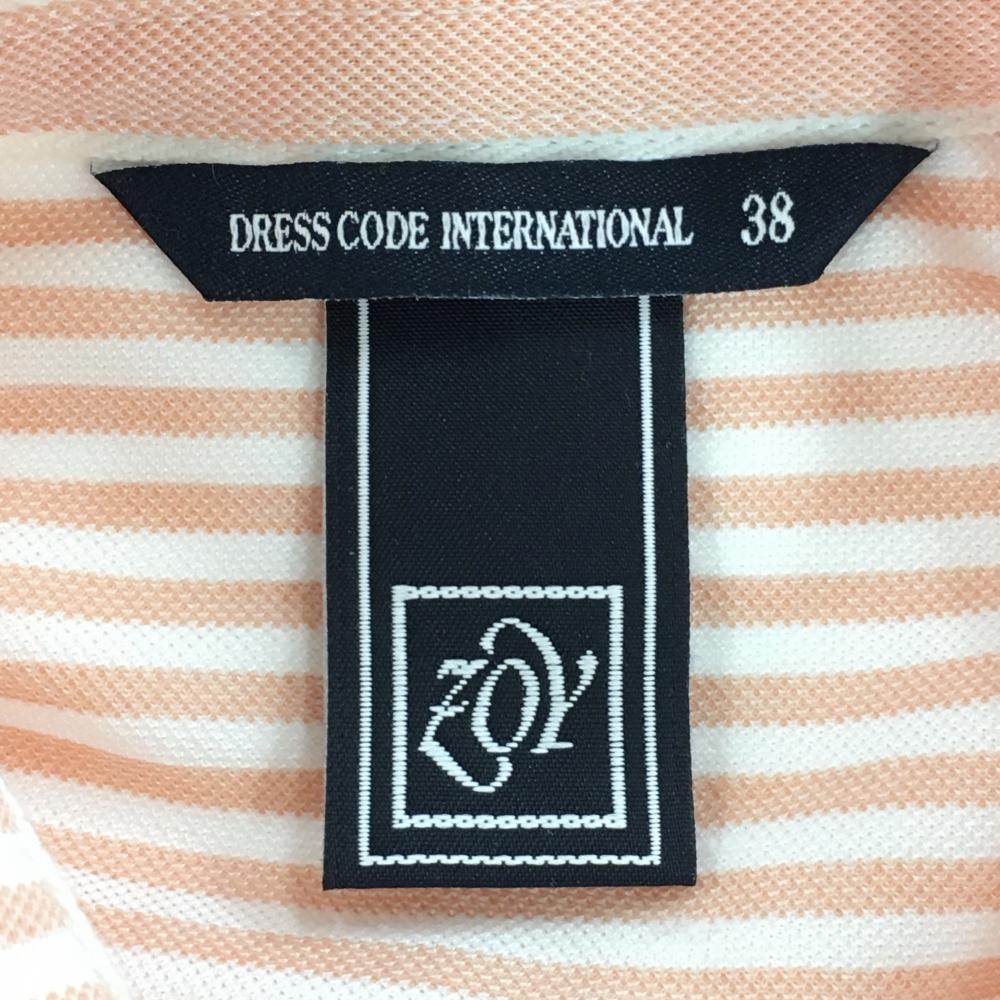 DRESS CODE INTERNATIONAL 38
ZOY